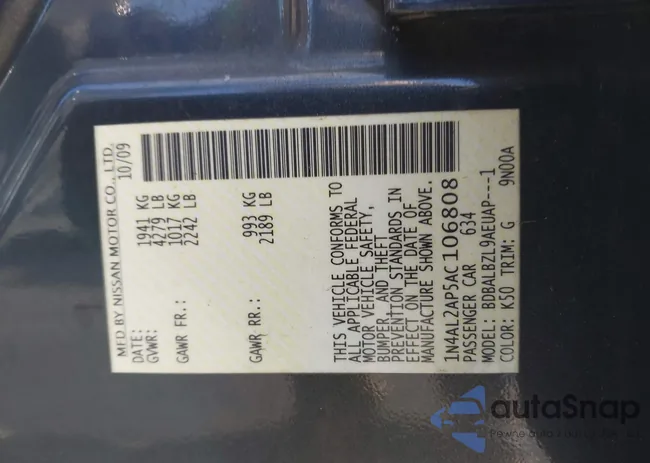 MFD BY NISSAN MOTOR CO., LTD.
DATE: 10/09
GVWR: 1941 KG
4279 LB
GAWR FR.: 1017 KG
2242 LB
GAWR RR.: 993 KG
2189 LB
THIS VEHICLE CONFORMS TO
ALL APPLICABLE FEDERAL
MOTOR VEHICLE SAFETY,
BUMPER, AND THEFT
PREVENTION STANDARDS IN
EFFECT ON THE DATE OF
MANUFACTURE SHOWN ABOVE.
1N4AL2AP5AC106808
PASSENGER CAR 634
MODEL: BDBALBZL9AEUAP---1
COLOR: K50 TRIM: G 9N00A
autaSnap